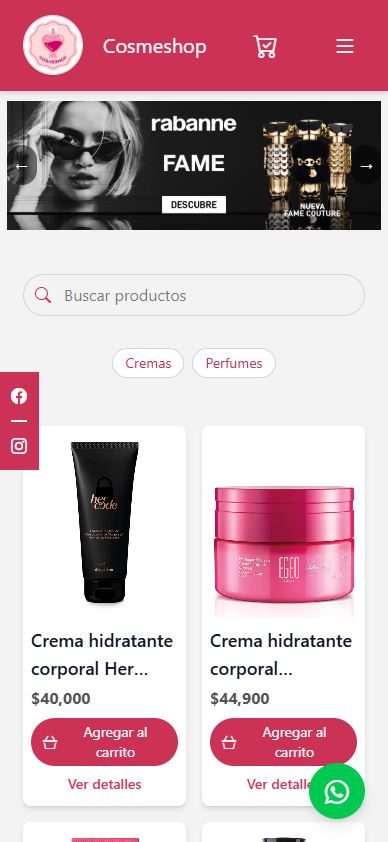 COSMESHOP
Cosmeshop
rabanne
FAME
DESCUBRE
NUEVA
FAME COUTURE
←
→
Buscar productos
Cremas
Perfumes
her
code
EGEO
Crema hidratante
corporal Her...
$40,000
Agregar al
carrito
Ver detalles
Crema hidratante
corporal...
$44,900
Agregar al
carrito
Ver detalles